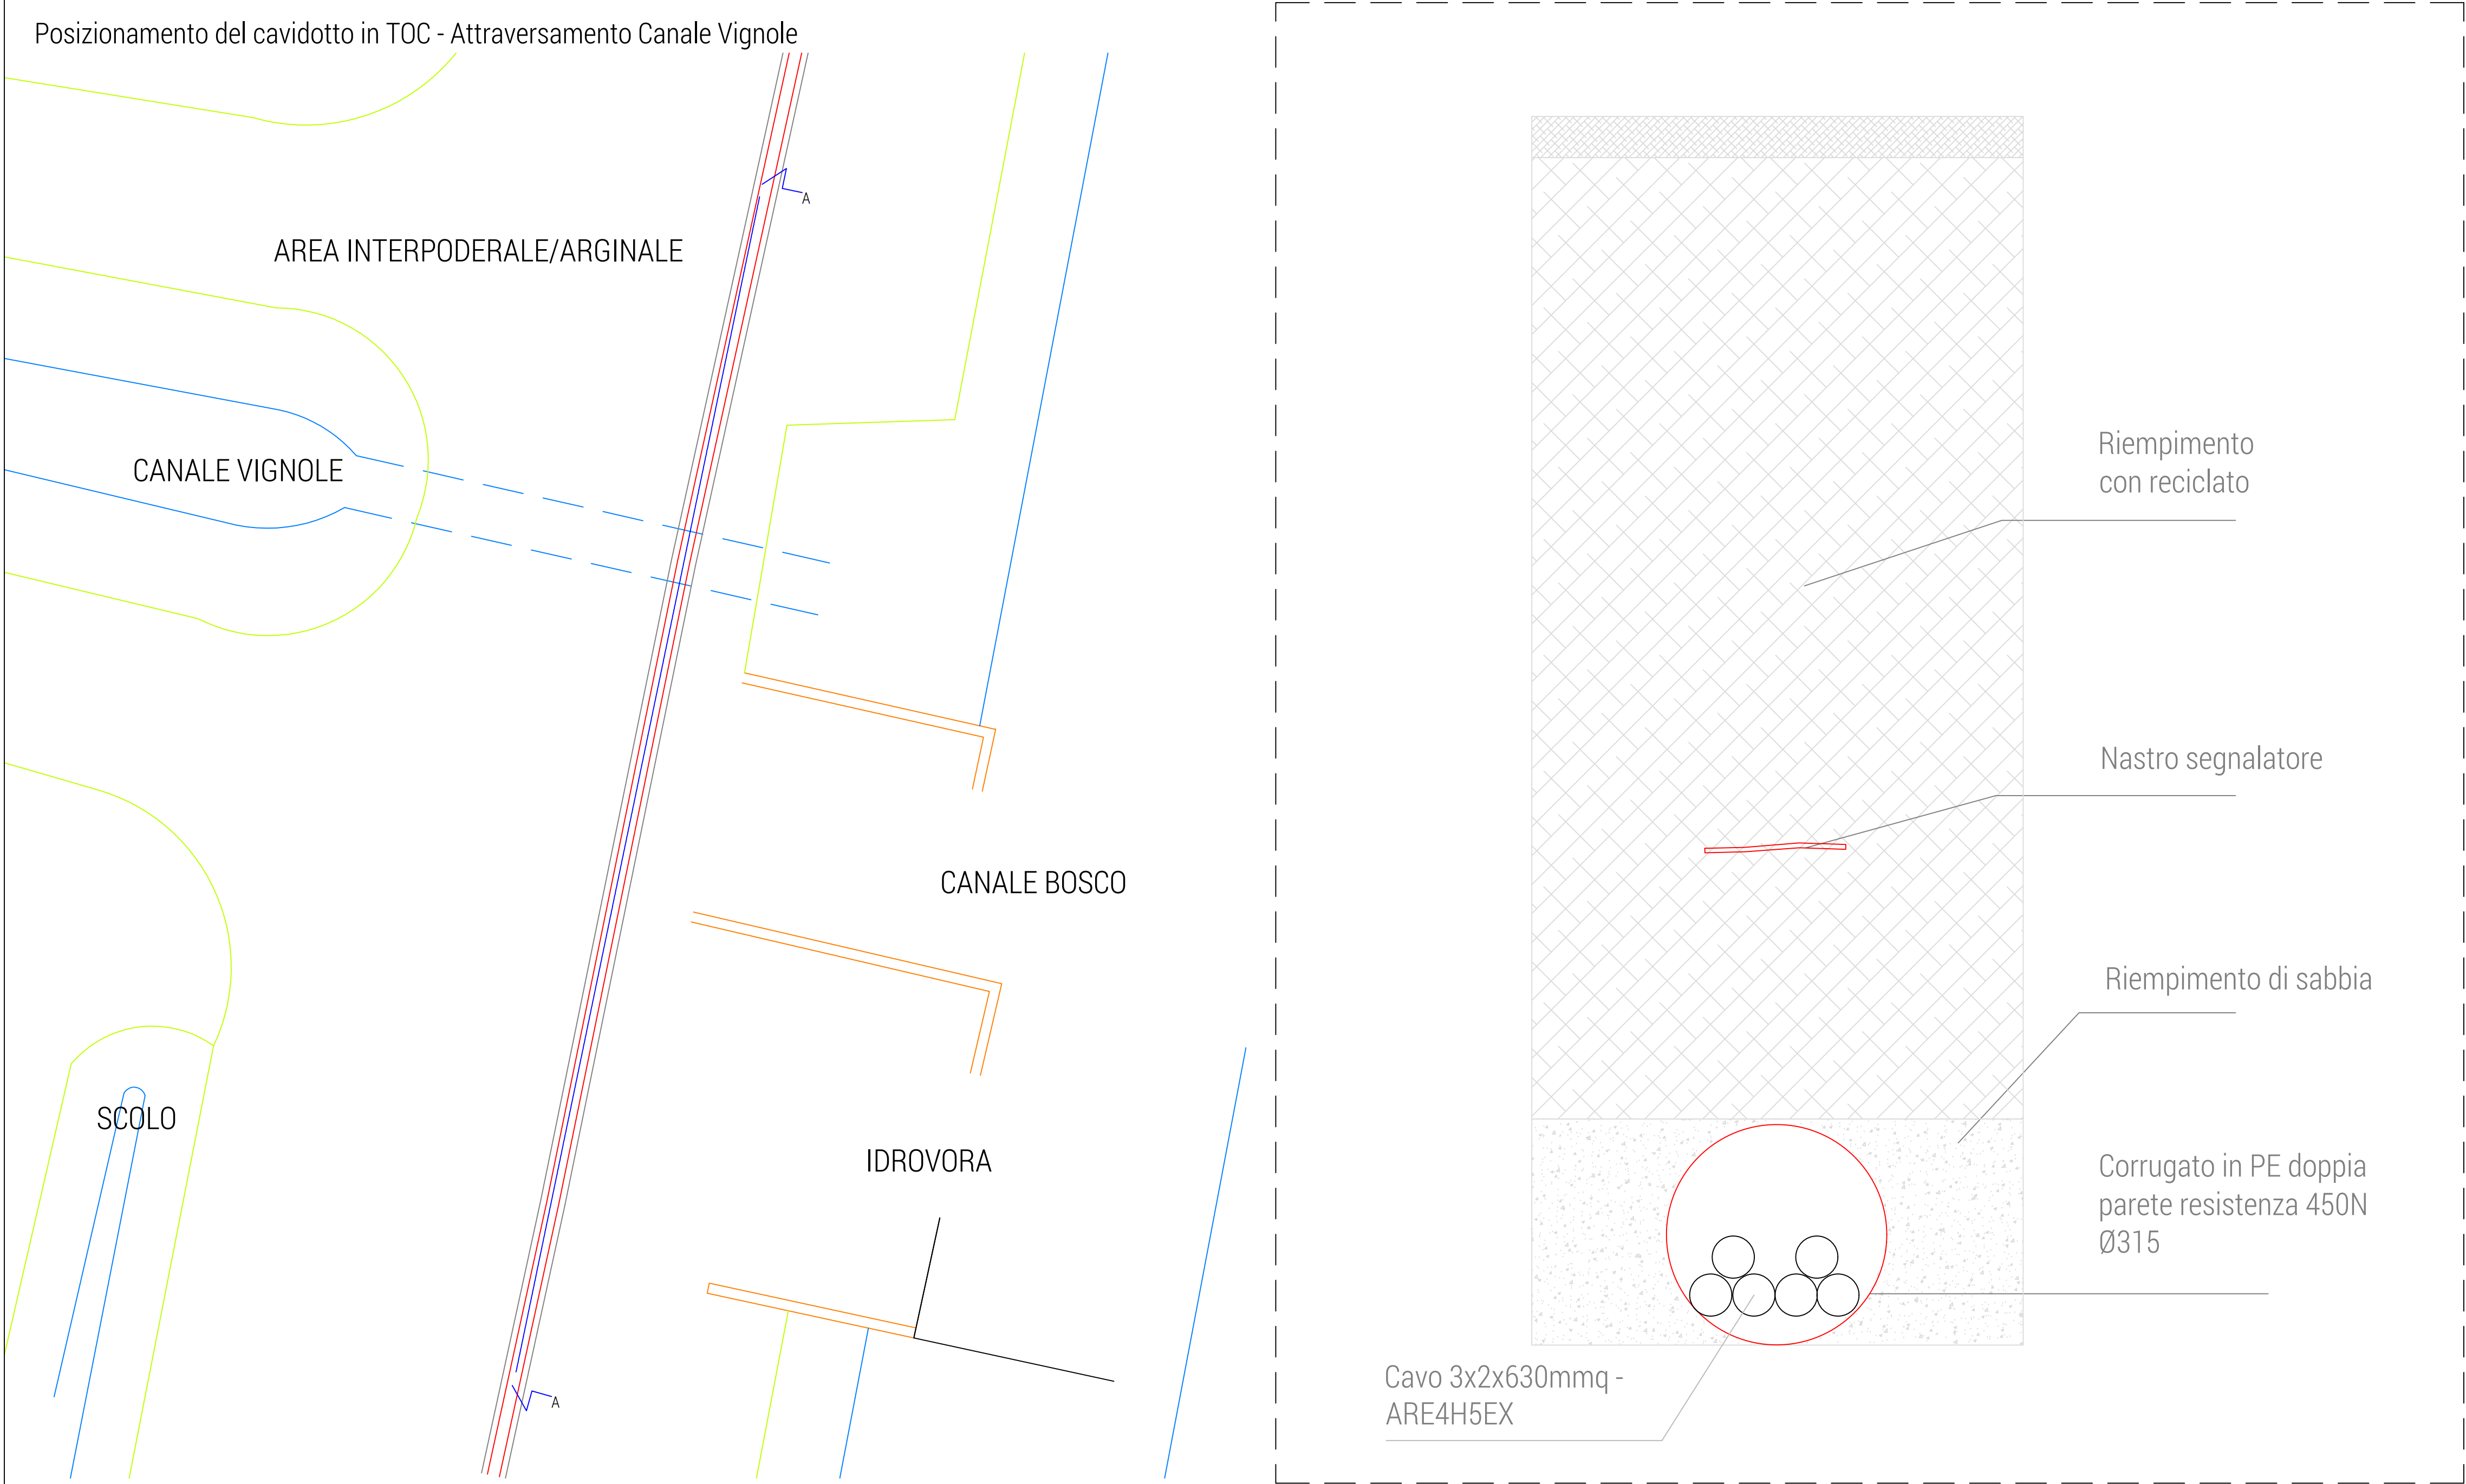 Posizionamento del cavidotto in TOC - Attraversamento Canale Vignole
A
AREA INTERPODERALE/ARGINALE
CANALE VIGNOLE
CANALE BOSCO
SCOLO
IDROVORA
A
Riempimento
con reciclato
Nastro segnalatore
Riempimento di sabbia
Corrugato in PE doppia
parete resistenza 450N
Ø315
Cavo 3x2x630mmq -
ARE4H5EX